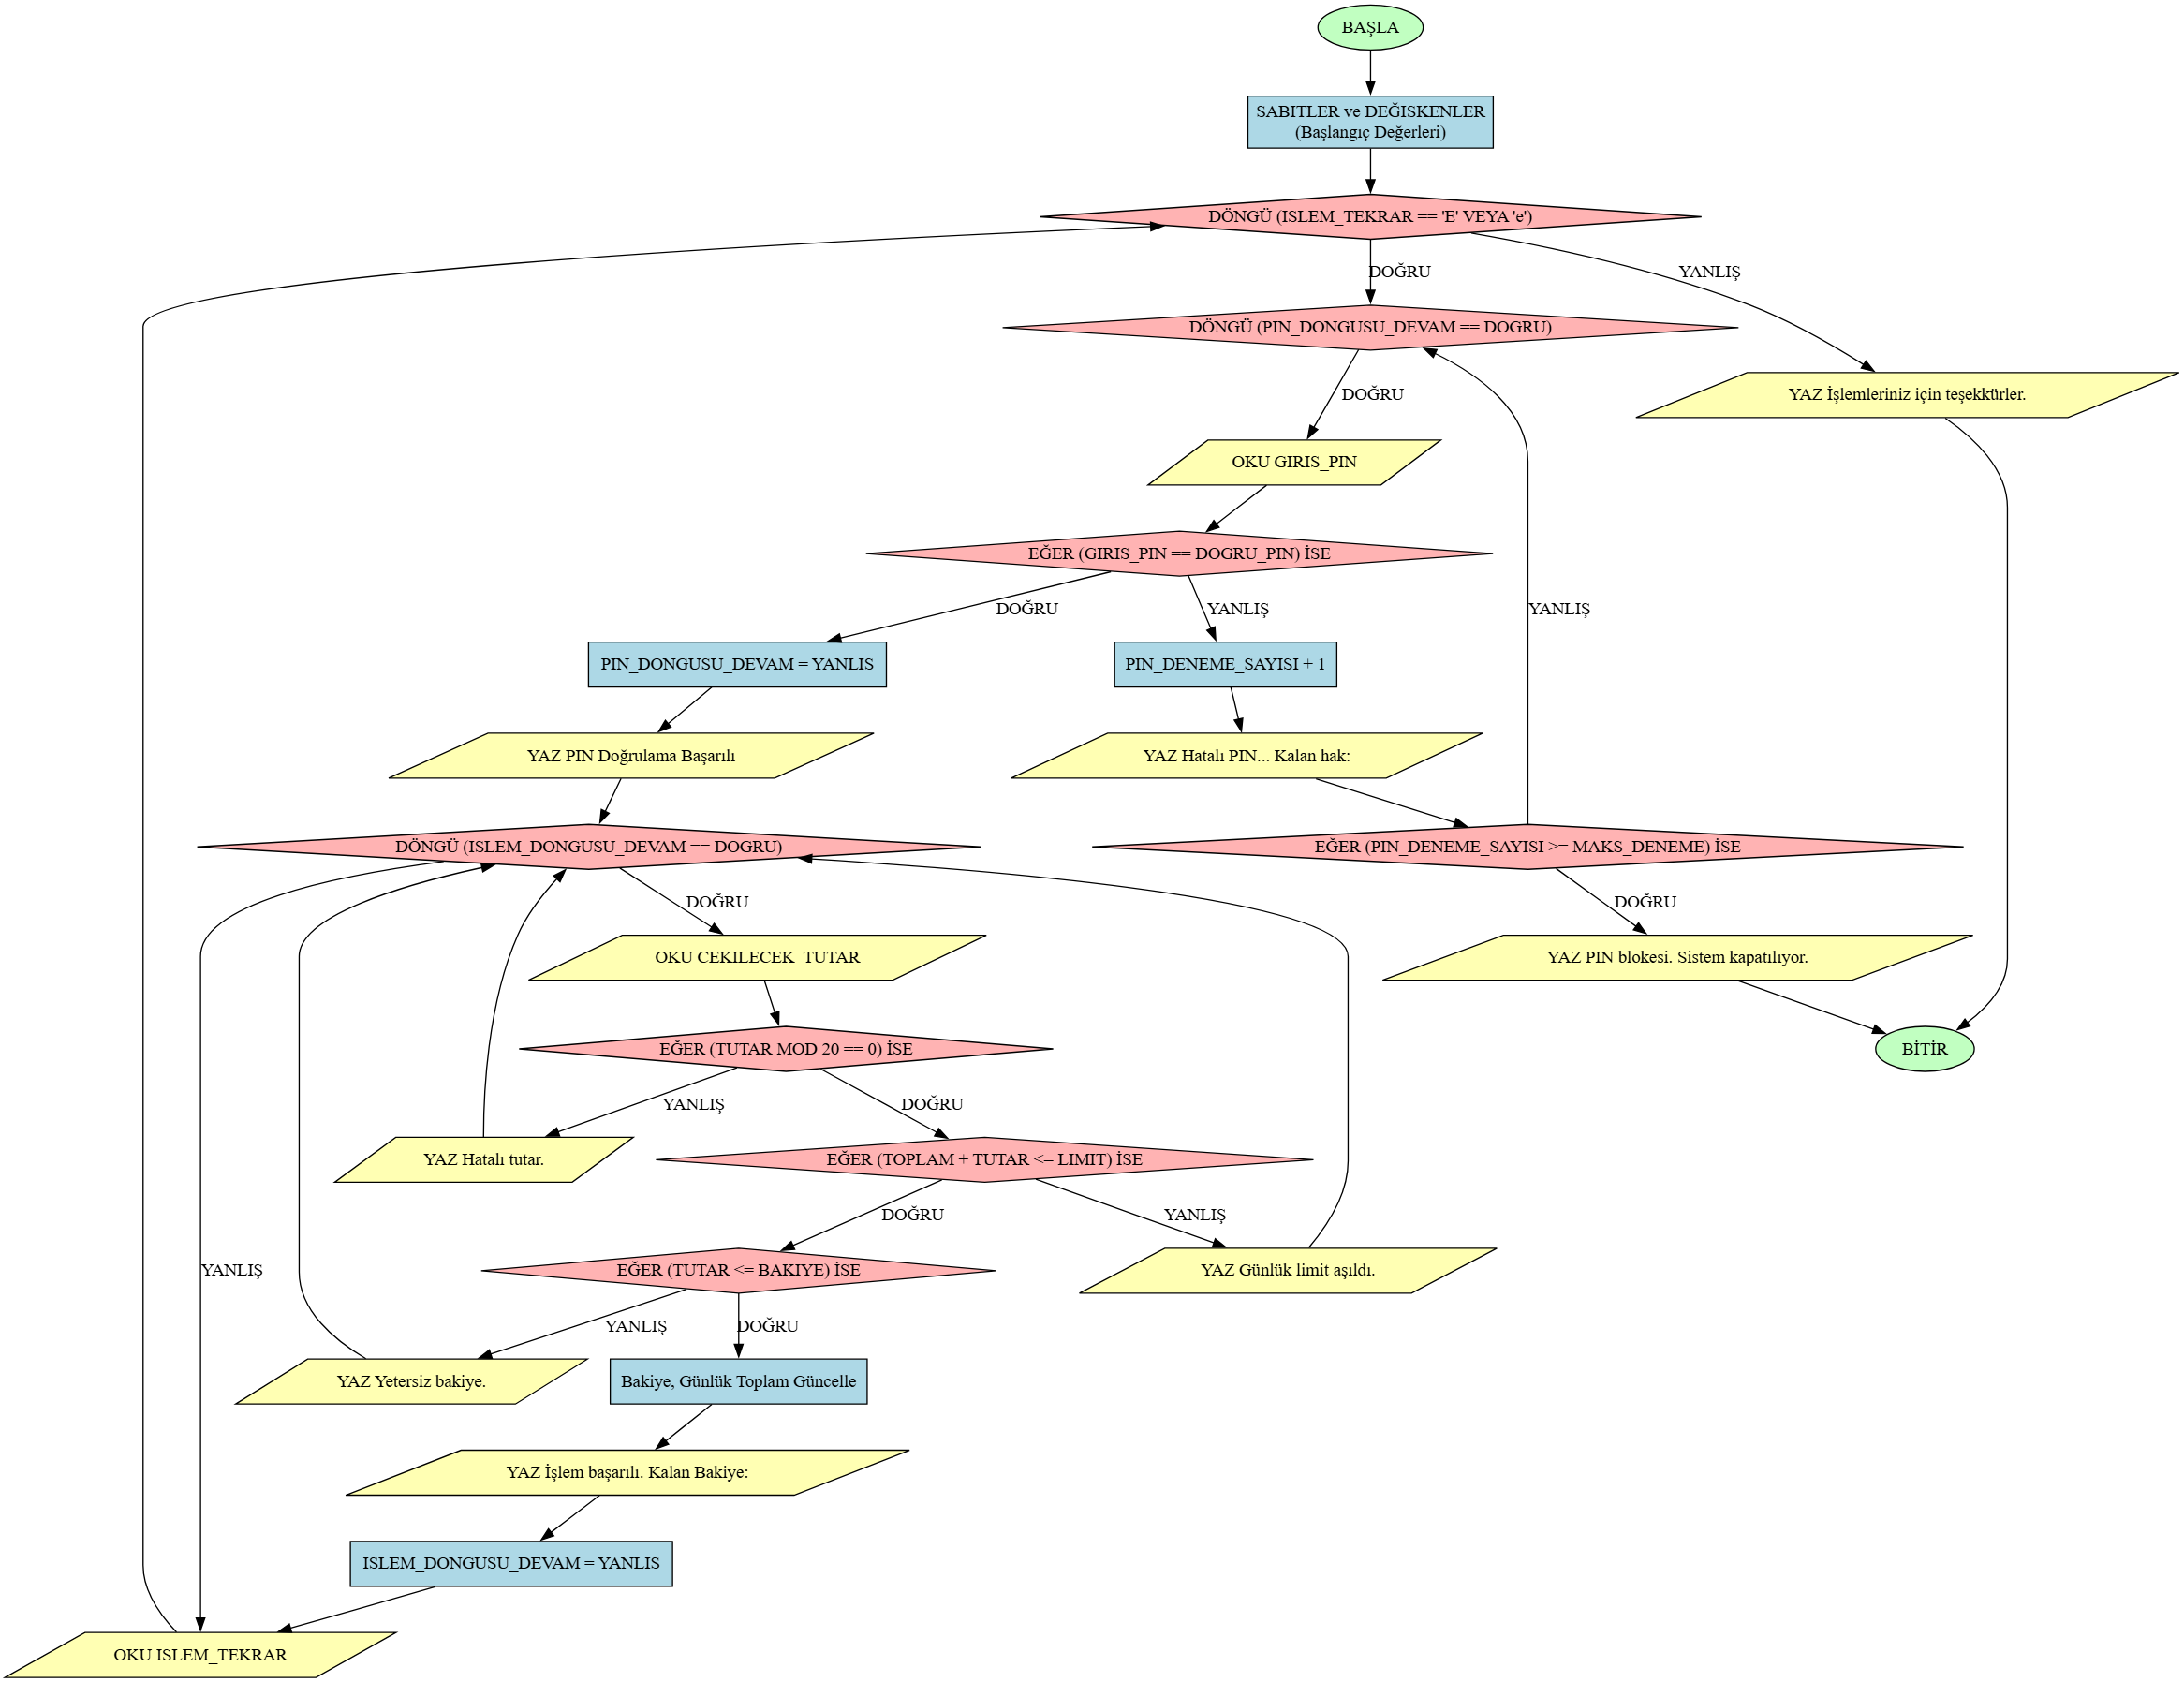 BAŞLA
SABITLER ve DEĞISKENLER
(Başlangıç Değerleri)
DÖNGÜ (ISLEM_TEKRAR == 'E' VEYA 'e')
DOĞRU
YANLIŞ
DÖNGÜ (PIN_DONGUSU_DEVAM == DOGRU)
YAZ İşlemleriniz için teşekkürler.
DOĞRU
OKU GIRIS_PIN
EĞER (GIRIS_PIN == DOGRU_PIN) İSE
DOĞRU
YANLIŞ
YANLIŞ
PIN_DONGUSU_DEVAM = YANLIS
PIN_DENEME_SAYISI + 1
YAZ PIN Doğrulama Başarılı
YAZ Hatalı PIN... Kalan hak:
DÖNGÜ (ISLEM_DONGUSU_DEVAM == DOGRU)
EĞER (PIN_DENEME_SAYISI >= MAKS_DENEME) İSE
DOĞRU
DOĞRU
OKU CEKILECEK_TUTAR
YAZ PIN blokesi. Sistem kapatılıyor.
EĞER (TUTAR MOD 20 == 0) İSE
BİTİR
YANLIŞ
DOĞRU
YAZ Hatalı tutar.
EĞER (TOPLAM + TUTAR <= LIMIT) İSE
DOĞRU
YANLIŞ
YANLIŞ
EĞER (TUTAR <= BAKIYE) İSE
YAZ Günlük limit aşıldı.
YANLIŞ
DOĞRU
YAZ Yetersiz bakiye.
Bakiye, Günlük Toplam Güncelle
YAZ İşlem başarılı. Kalan Bakiye:
ISLEM_DONGUSU_DEVAM = YANLIS
OKU ISLEM_TEKRAR